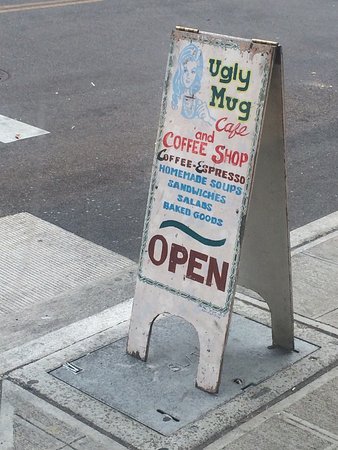 Ugly
Mug
Cafe
and
COFFEE SHOP
COFFEE-ESPRESSO
HOMEMADE SOUPS
SANDWICHES
SALADS
BAKED GOODS
OPEN